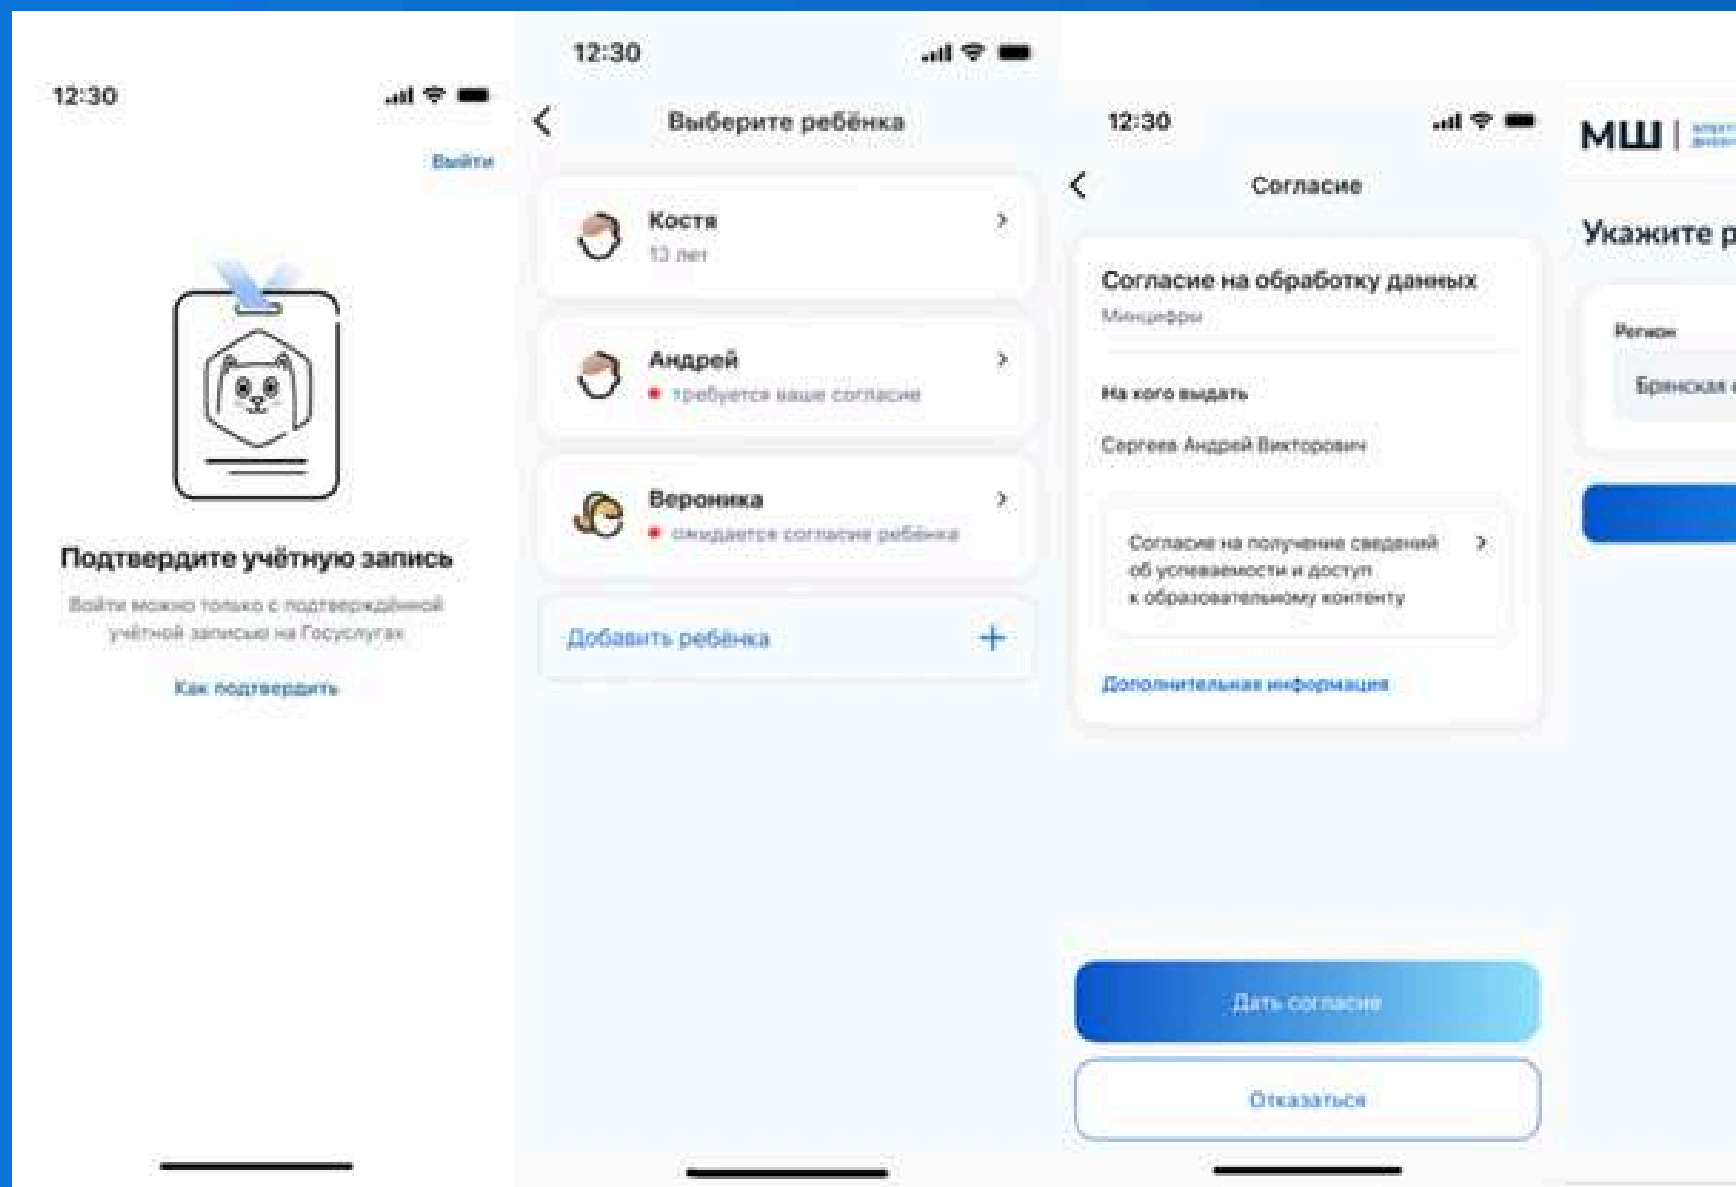 12:30
Выйти
Подтвердите учётную запись
Войти можно только с подтверждённой
учётной записью на Госуслугах
Как подтвердить
12:30
Выберите ребёнка
Костя
13 лет
Андрей
требуется ваше согласие
Вероника
ожидается согласие ребёнка
Добавить ребёнка
12:30
Согласие
Согласие на обработку данных
Минцифры
На кого выдать
Сергеев Андрей Викторович
Согласие на получение сведений
об успеваемости и доступ
к образовательному контенту
Дополнительная информация
Дать согласие
Отказаться
МШ
Укажите р
Регион
Брянская